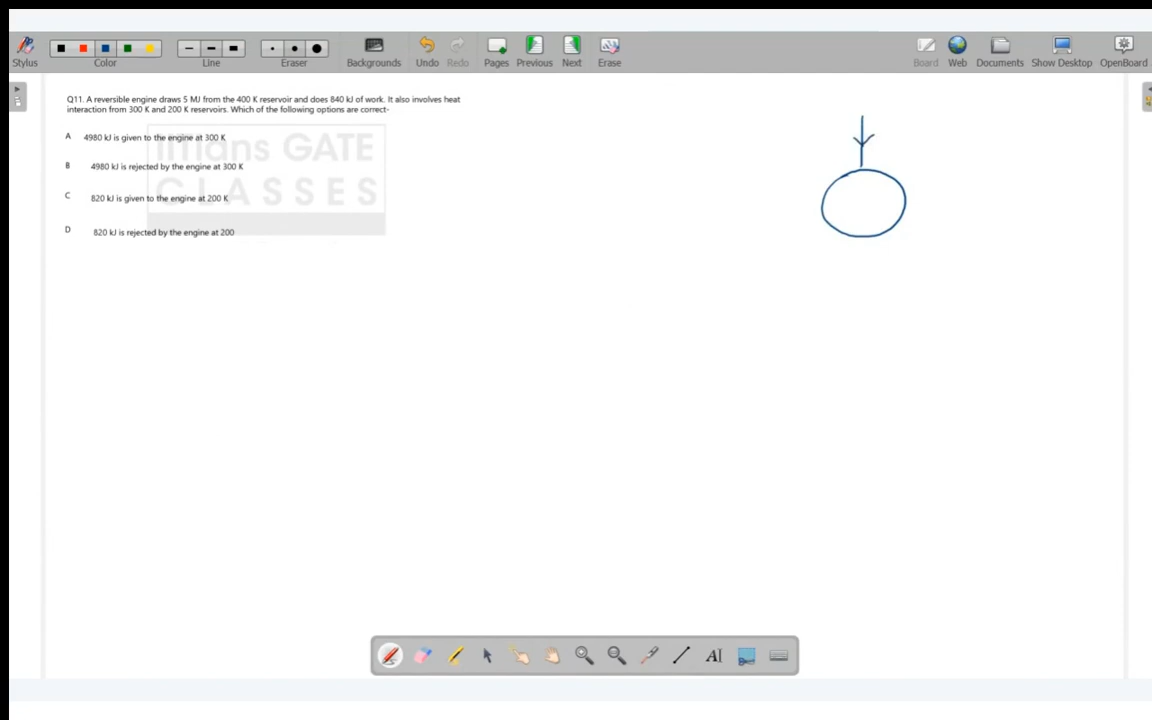 Stylus
Color
Line
Eraser
Backgrounds
Undo
Redo
Pages
Previous
Next
Erase
Board
Web
Documents
Show Desktop
OpenBoard
Q11. A reversible engine draws 5 MJ from the 400 K reservoir and does 840 kJ of work. It also involves heat
interaction from 300 K and 200 K reservoirs. Which of the following options are correct-
A 4980 kJ is given to the engine at 300 K
B 4980 kJ is rejected by the engine at 300 K
C 820 kJ is given to the engine at 200 K
D 820 kJ is rejected by the engine at 200
GATE
CLASSES
AI